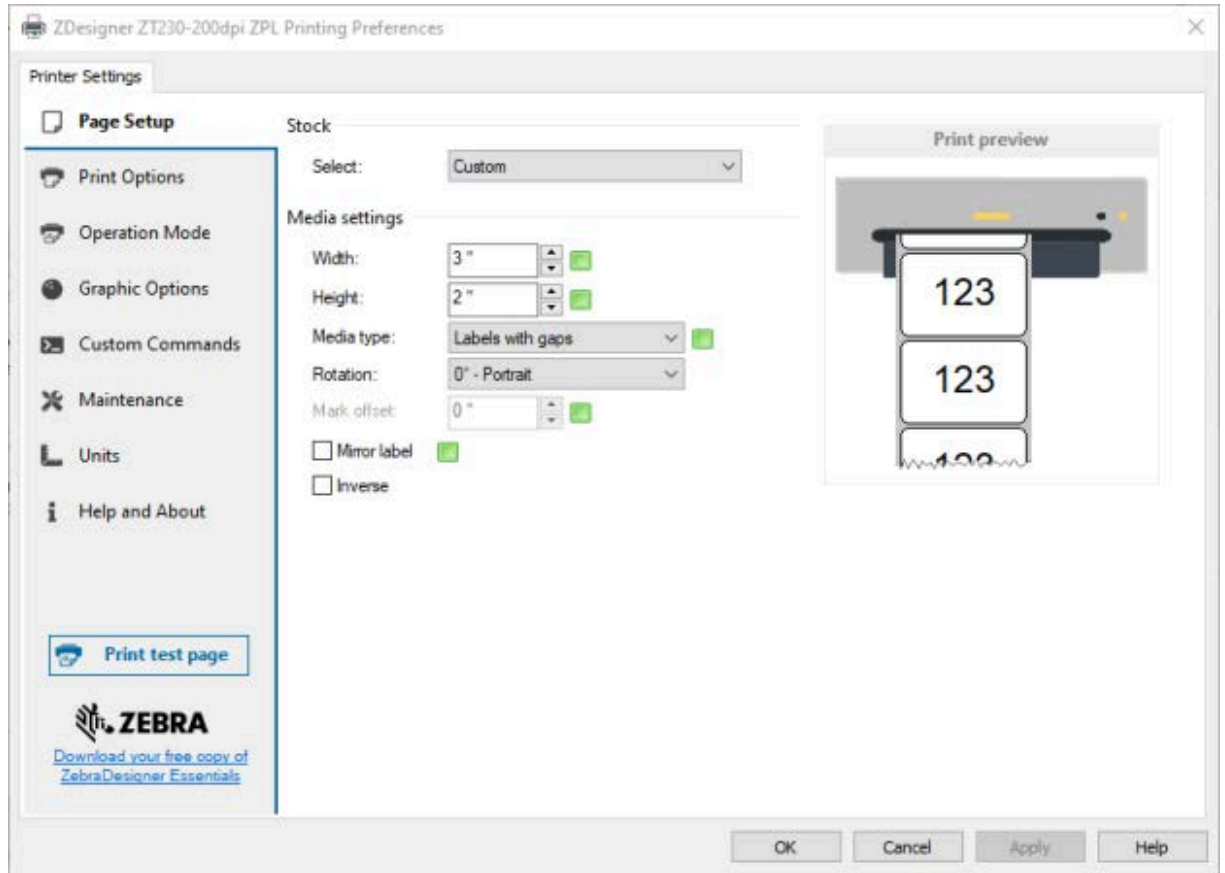 ZDesigner ZT230-200dpi ZPL Printing Preferences
Printer Settings
Page Setup
Print Options
Operation Mode
Graphic Options
Custom Commands
Maintenance
Units
Help and About
Print test page
ZEBRA
Download your free copy of
ZebraDesigner Essentials
Stock
Select: Custom
Media settings
Width: 3 "
Height: 2 "
Media type: Labels with gaps
Rotation: 0° - Portrait
Mark offset: 0 "
Mirror label
Inverse
Print preview
123
123
123
OK Cancel Apply Help